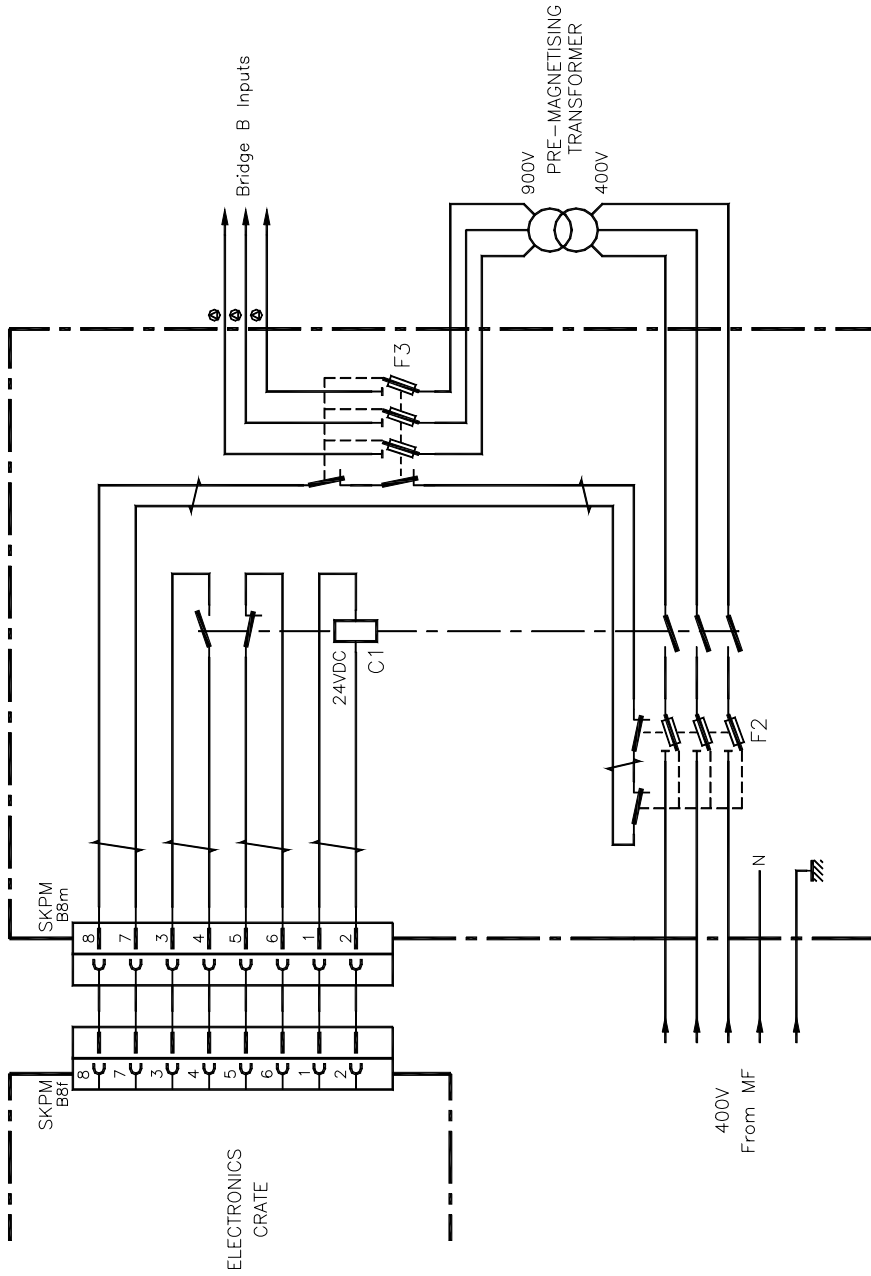 Bridge B Inputs
PRE-MAGNETISING
TRANSFORMER
900V
400V
F3
24VDC
C1
F2
N
SKPM
B8m
8
7
3
4
5
6
1
2
SKPM
B8f
8
7
3
4
5
6
1
2
ELECTRONICS
CRATE
400V
From MF